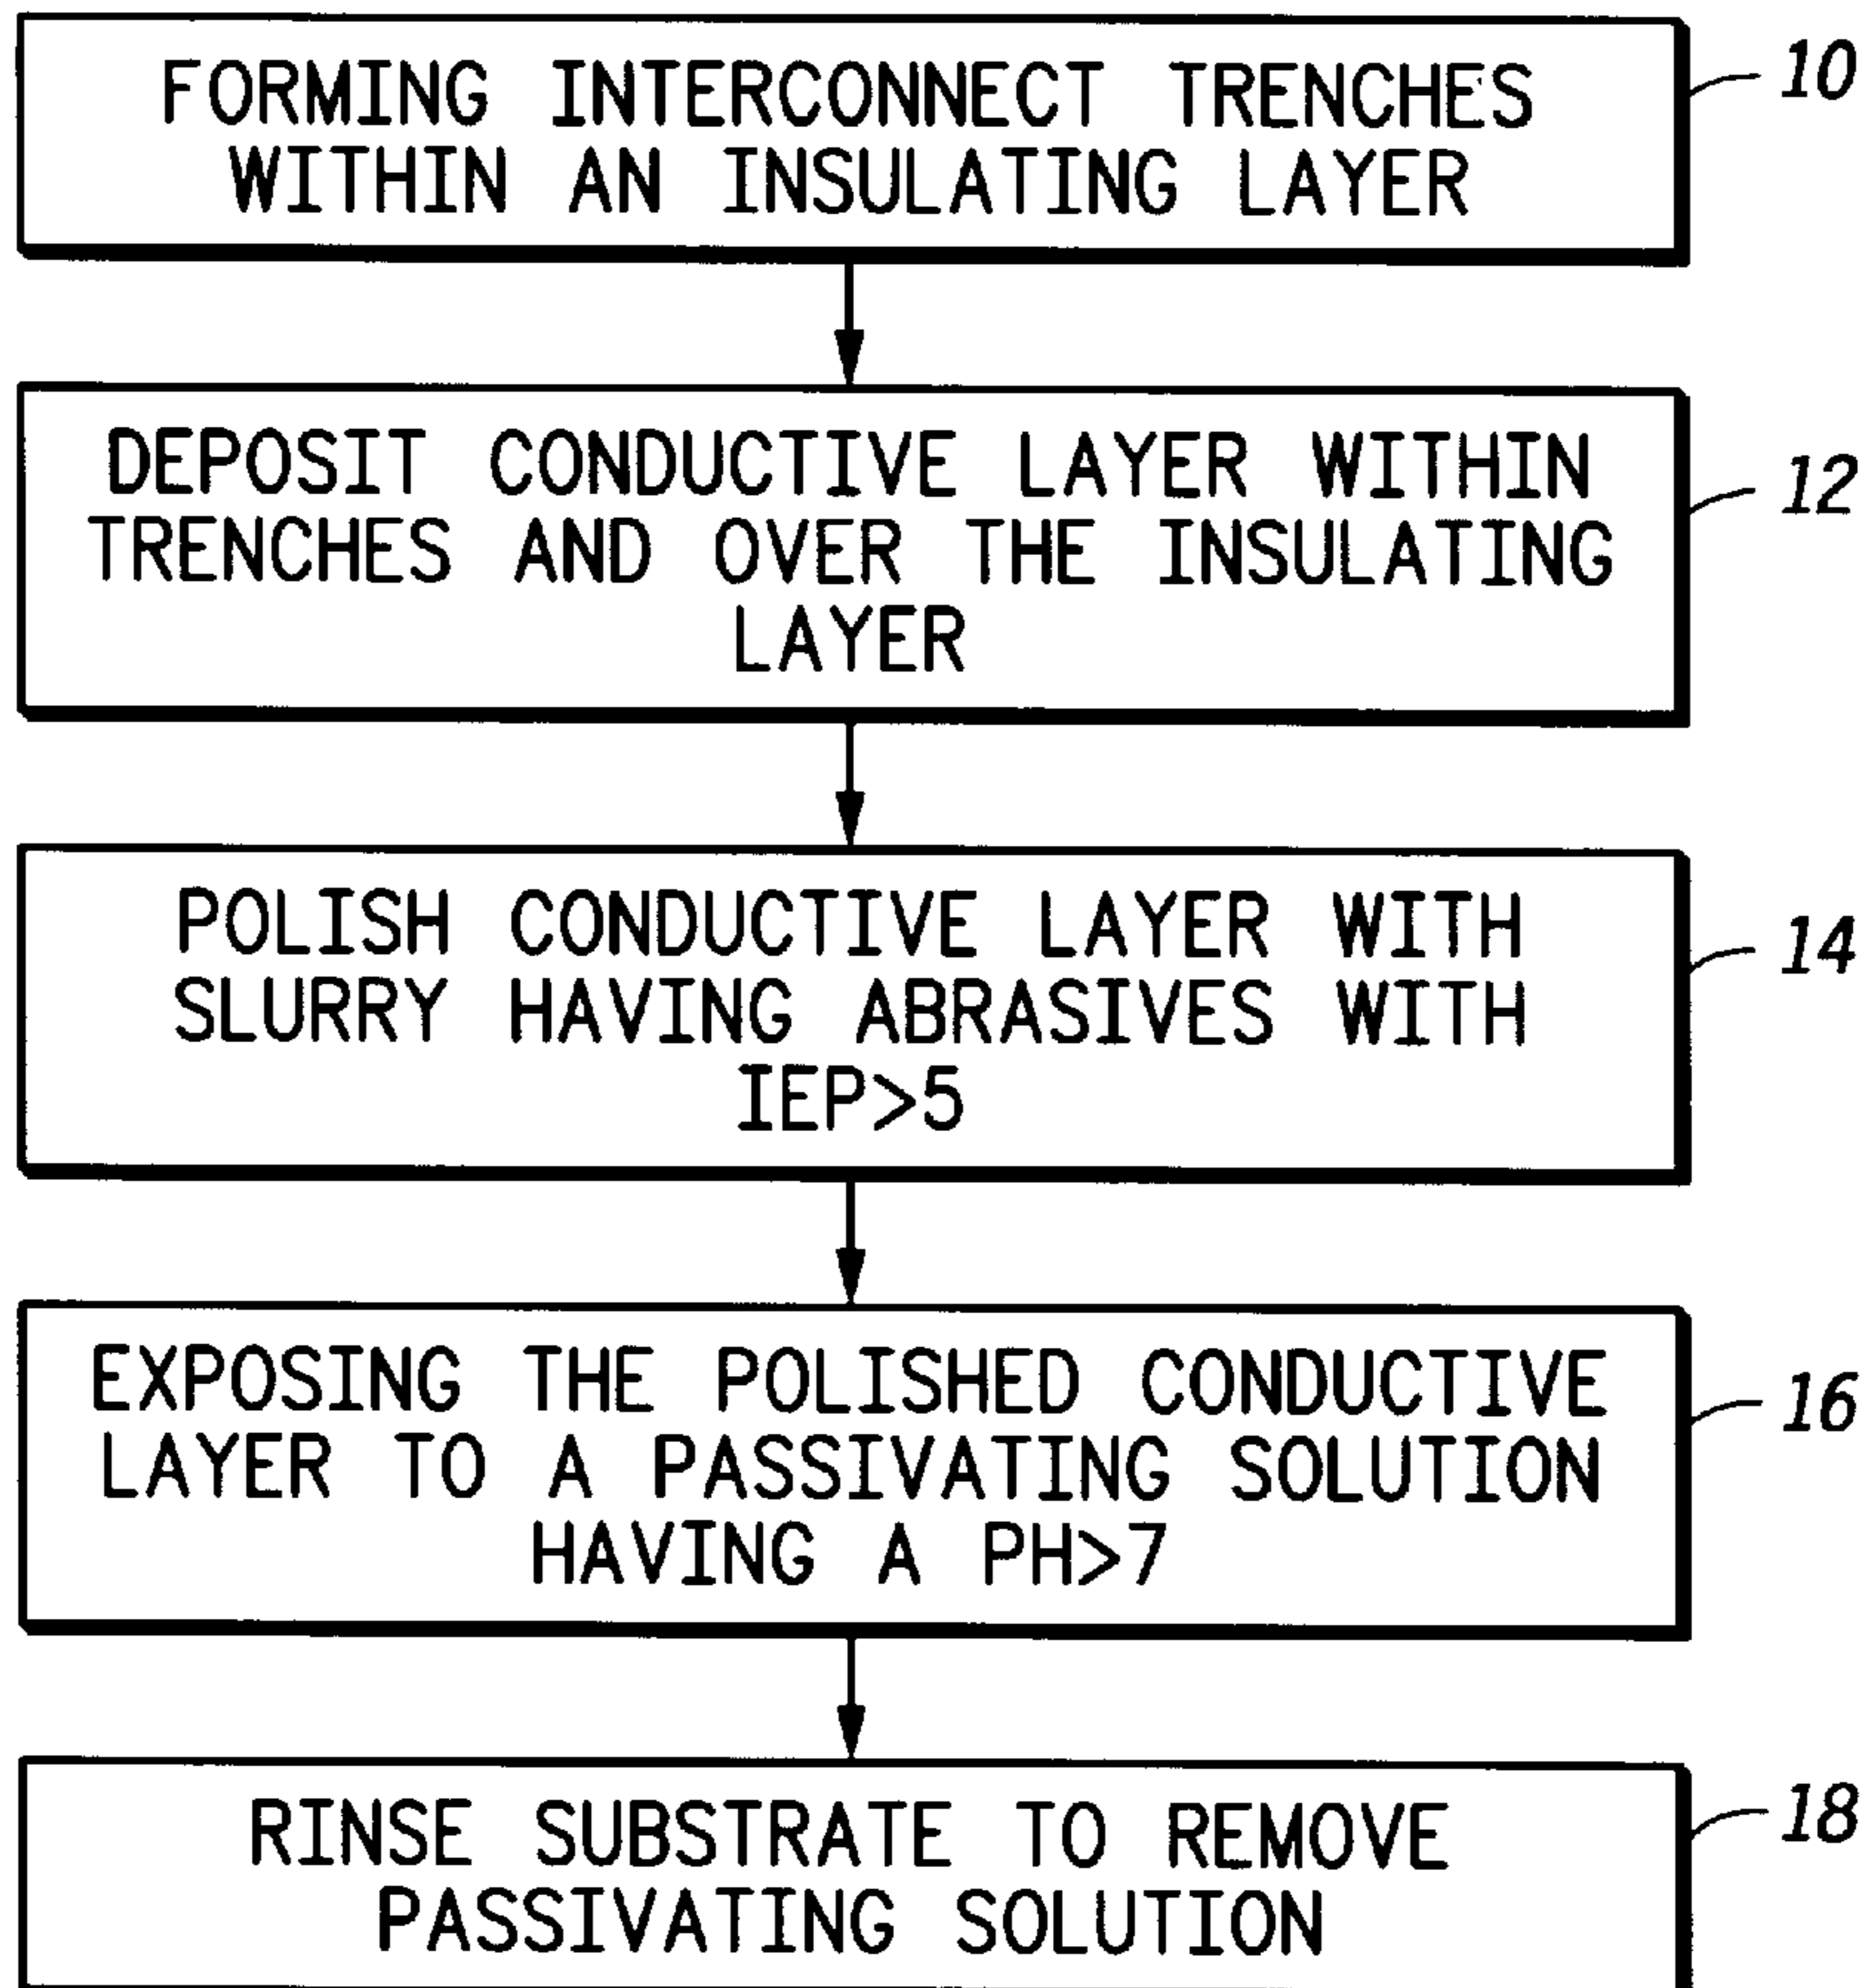 FORMING INTERCONNECT TRENCHES
WITHIN AN INSULATING LAYER
10
DEPOSIT CONDUCTIVE LAYER WITHIN
TRENCHES AND OVER THE INSULATING
LAYER
12
POLISH CONDUCTIVE LAYER WITH
SLURRY HAVING ABRASIVES WITH
IEP>5
14
EXPOSING THE POLISHED CONDUCTIVE
LAYER TO A PASSIVATING SOLUTION
HAVING A PH>7
16
RINSE SUBSTRATE TO REMOVE
PASSIVATING SOLUTION
18